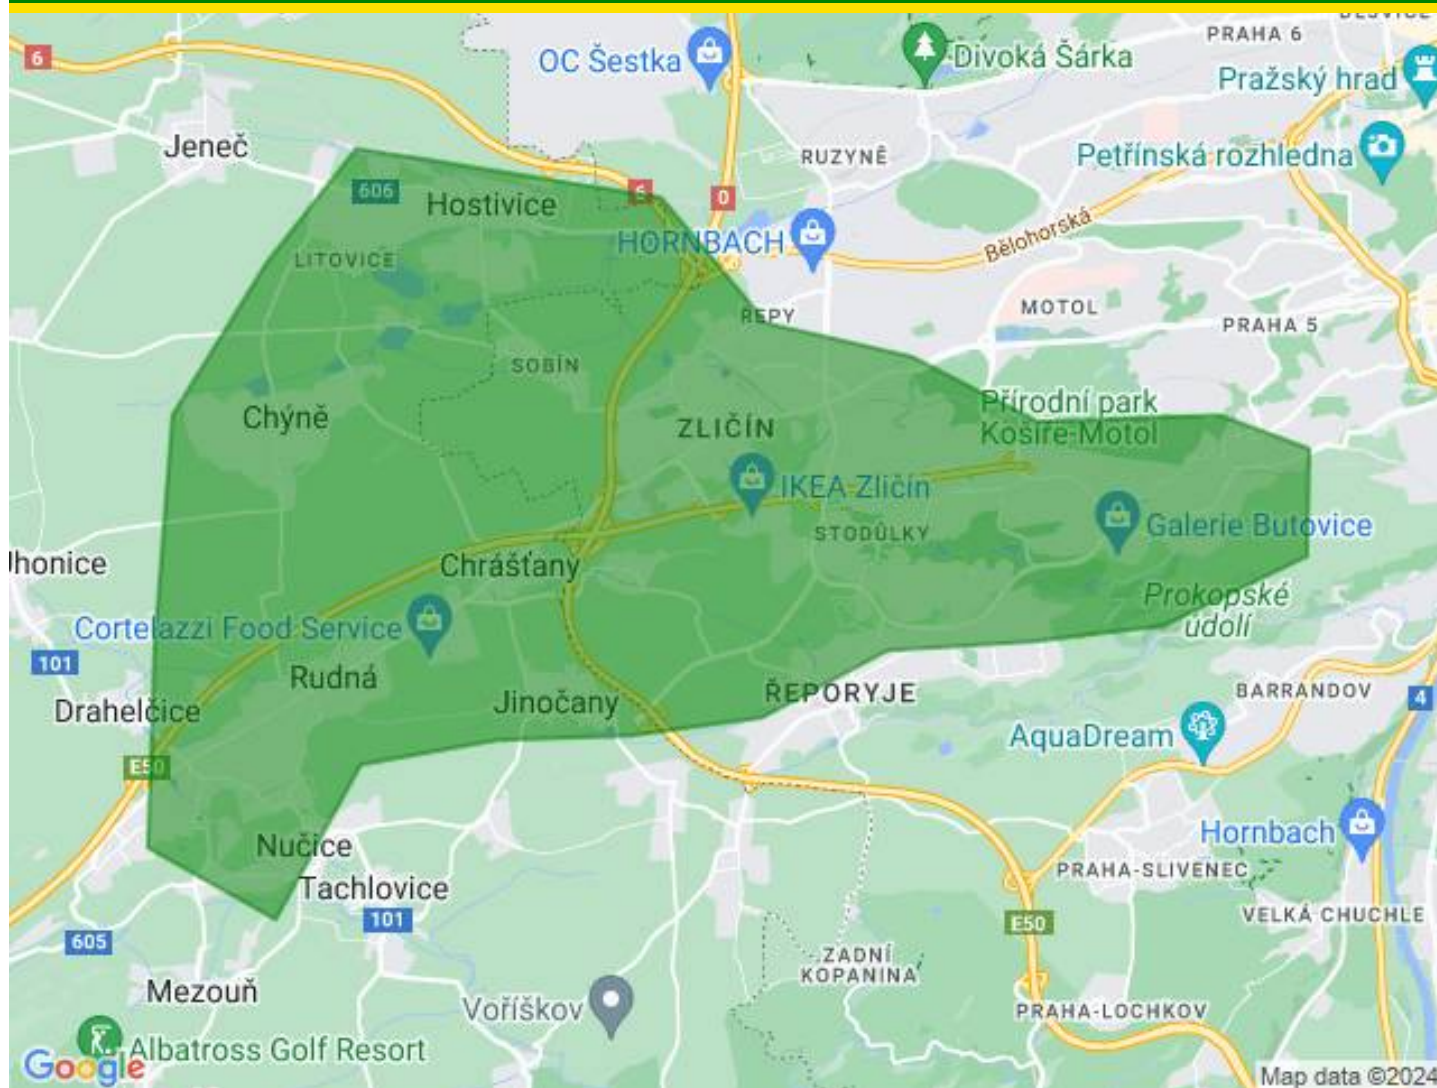 BEJVICE
PRAHA 6
6
OC Šestka
Divoká Šárka
Pražský hrad
Jeneč
RUZYNĚ
Petřínská rozhledna
606
Hostivice
6
0
HORNBACH
Bělohorská
LITOVICE
MOTOL
ŘEPY
PRAHA 5
SOBÍN
Chýně
ZLIČÍN
Přírodní park
Košíře-Motol
IKEA Zličín
STODŮLKY
Galerie Butovice
Chrášťany
Prokopské
údolí
Cortelazzi Food Service
101
Rudná
Jinočany
ŘEPORYJE
BARRANDOV
4
Drahelčice
AquaDream
E50
Hornbach
Nučice
PRAHA-SLIVENEC
Tachlovice
101
VELKÁ CHUCHLE
E50
605
ZADNÍ
KOPANINA
Mezouň
Voříškov
PRAHA-LOCHKOV
Albatross Golf Resort
Google
Map data ©2024